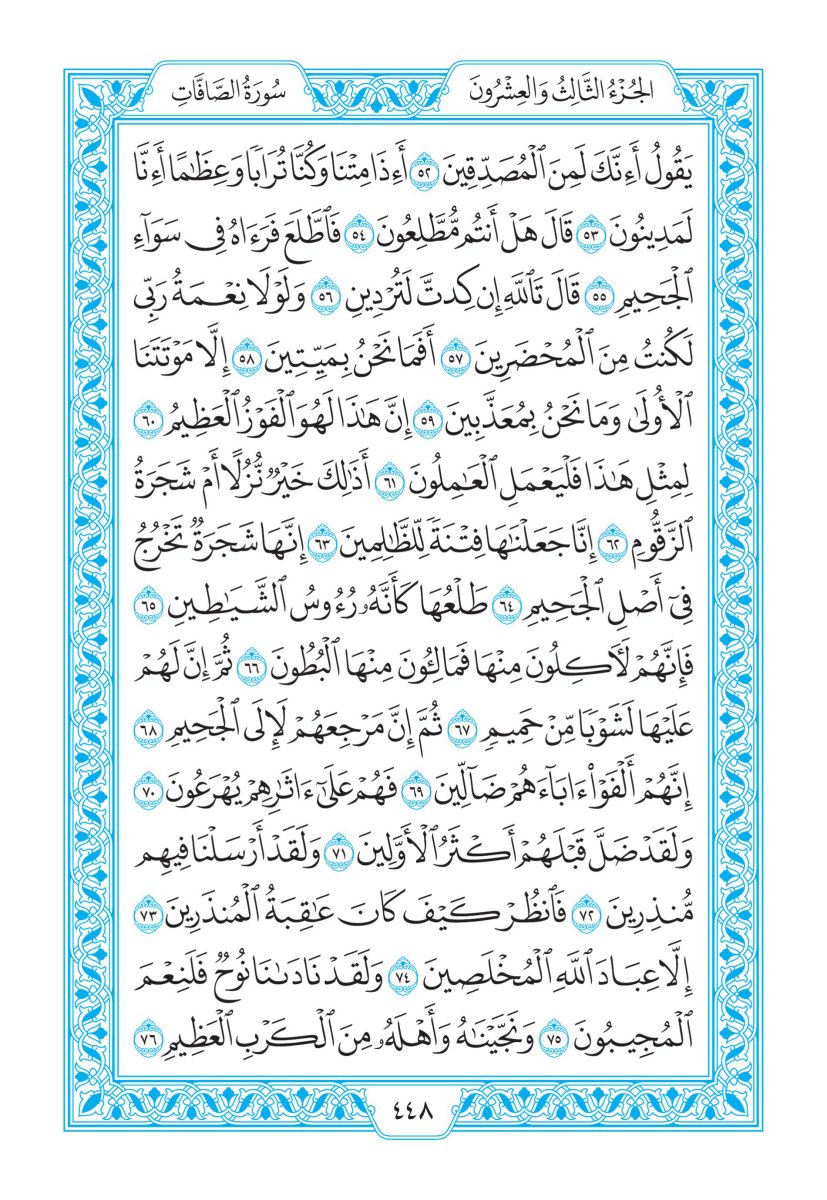 الجُزْءُ الثَّالِثُ وَالعِشْرُونَ
سُورَةُ الصَّافَّاتِ
يَقُولُ أَءِنَّكَ لَمِنَ ٱلْمُصَدِّقِينَ ٥٢ أَءِذَا مِتْنَا وَكُنَّا تُرَابًا وَعِظَٰمًا أَءِنَّا
لَمَدِينُونَ ٥٣ قَالَ هَلْ أَنتُم مُّطَّلِعُونَ ٥٤ فَٱطَّلَعَ فَرَءَاهُ فِى سَوَآءِ
ٱلْجَحِيمِ ٥٥ قَالَ تَٱللَّهِ إِن كِدتَّ لَتُرْدِينِ ٥٦ وَلَوْلَا نِعْمَةُ رَبِّى
لَكُنتُ مِنَ ٱلْمُحْضَرِينَ ٥٧ أَفَمَا نَحْنُ بِمَيِّتِينَ ٥٨ إِلَّا مَوْتَتَنَا
ٱلْأُولَىٰ وَمَا نَحْنُ بِمُعَذَّبِينَ ٥٩ إِنَّ هَٰذَا لَهُوَ ٱلْفَوْزُ ٱلْعَظِيمُ ٦٠
لِمِثْلِ هَٰذَا فَلْيَعْمَلِ ٱلْعَٰمِلُونَ ٦١ أَذَٰلِكَ خَيْرٌ نُّزُلًا أَمْ شَجَرَةُ
ٱلزَّقُّومِ ٦٢ إِنَّا جَعَلْنَٰهَا فِتْنَةً لِّلظَّٰلِمِينَ ٦٣ إِنَّهَا شَجَرَةٌ تَخْرُجُ
فِىٓ أَصْلِ ٱلْجَحِيمِ ٦٤ طَلْعُهَا كَأَنَّهُۥ رُءُوسُ ٱلشَّيَٰطِينِ ٦٥
فَإِنَّهُمْ لَءَاكِلُونَ مِنْهَا فَمَالِـُٔونَ مِنْهَا ٱلْبُطُونَ ٦٦ ثُمَّ إِنَّ لَهُمْ
عَلَيْهَا لَشَوْبًا مِّنْ حَمِيمٍ ٦٧ ثُمَّ إِنَّ مَرْجِعَهُمْ لَإِلَى ٱلْجَحِيمِ ٦٨
إِنَّهُمْ أَلْفَوْا۟ ءَابَآءَهُمْ ضَآلِّينَ ٦٩ فَهُمْ عَلَىٰٓ ءَاثَٰرِهِمْ يُهْرَعُونَ ٧٠
وَلَقَدْ ضَلَّ قَبْلَهُمْ أَكْثَرُ ٱلْأَوَّلِينَ ٧١ وَلَقَدْ أَرْسَلْنَا فِيهِم
مُّنذِرِينَ ٧٢ فَٱنظُرْ كَيْفَ كَانَ عَٰقِبَةُ ٱلْمُنذَرِينَ ٧٣
إِلَّا عِبَادَ ٱللَّهِ ٱلْمُخْلَصِينَ ٧٤ وَلَقَدْ نَادَىٰنَا نُوحٌ فَلَنِعْمَ
ٱلْمُجِيبُونَ ٧٥ وَنَجَّيْنَٰهُ وَأَهْلَهُۥ مِنَ ٱلْكَرْبِ ٱلْعَظِيمِ ٧٦
٤٤٨